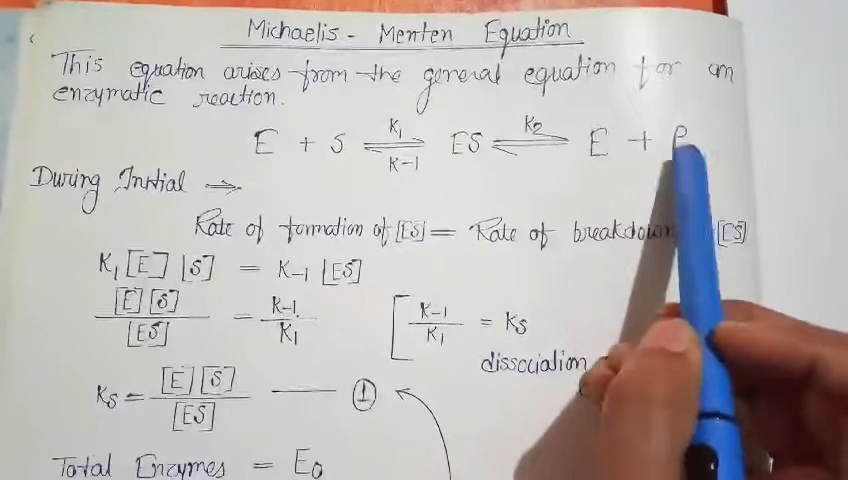 Michaelis - Menten Equation
This equation arises from the general equation for an
enzymatic reaction.
K1
E + S ⇌ ES ⇌ E + P
K-1
K2
During Initial →
Rate of formation of [ES] = Rate of breakdown [ES]
K1 [E] [S] = K-1 [ES]
[E] [S] / [ES] = K-1 / K1
[ K-1 / K1 = Ks
dissociation
Ks = [E] [S] / [ES] —— ①
Total Enzymes = E0